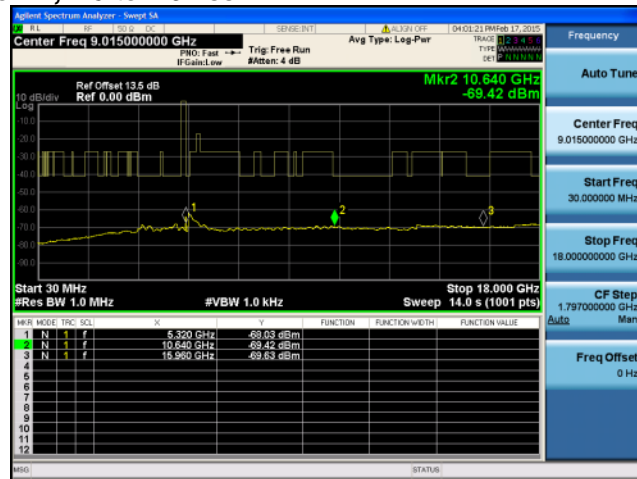 Agilent Spectrum Analyzer - Swept SA
RL RF 50 Ω DC SENSE:INT ALIGN OFF 04:01:21 PM Feb 17, 2015
Center Freq 9.015000000 GHz
PNO: Fast
IFGain:Low
Trig: Free Run
#Atten: 4 dB
Avg Type: Log-Pwr
TRACE 1 2 3 4 5 6
TYPE
DET P N N N N N
Frequency
Auto Tune
Center Freq
9.015000000 GHz
Start Freq
30.000000 MHz
Stop Freq
18.000000000 GHz
CF Step
1.797000000 GHz
Auto Man
Freq Offset
0 Hz
Mkr2 10.640 GHz
-69.42 dBm
Ref Offset 13.5 dB
10 dB/div Ref 0.00 dBm
Log
-10.0
-20.0
-30.0
-40.0
-50.0
-60.0
-70.0
-80.0
-90.0
1
2
3
Start 30 MHz Stop 18.000 GHz
#Res BW 1.0 MHz #VBW 1.0 kHz Sweep 14.0 s (1001 pts)
MKR MODE TRC SCL X Y FUNCTION FUNCTION WIDTH FUNCTION VALUE
1 N 1 f 5.320 GHz -68.03 dBm
2 N 1 f 10.640 GHz -69.42 dBm
3 N 1 f 15.960 GHz -69.63 dBm
4
5
6
7
8
9
10
11
12
MSG STATUS